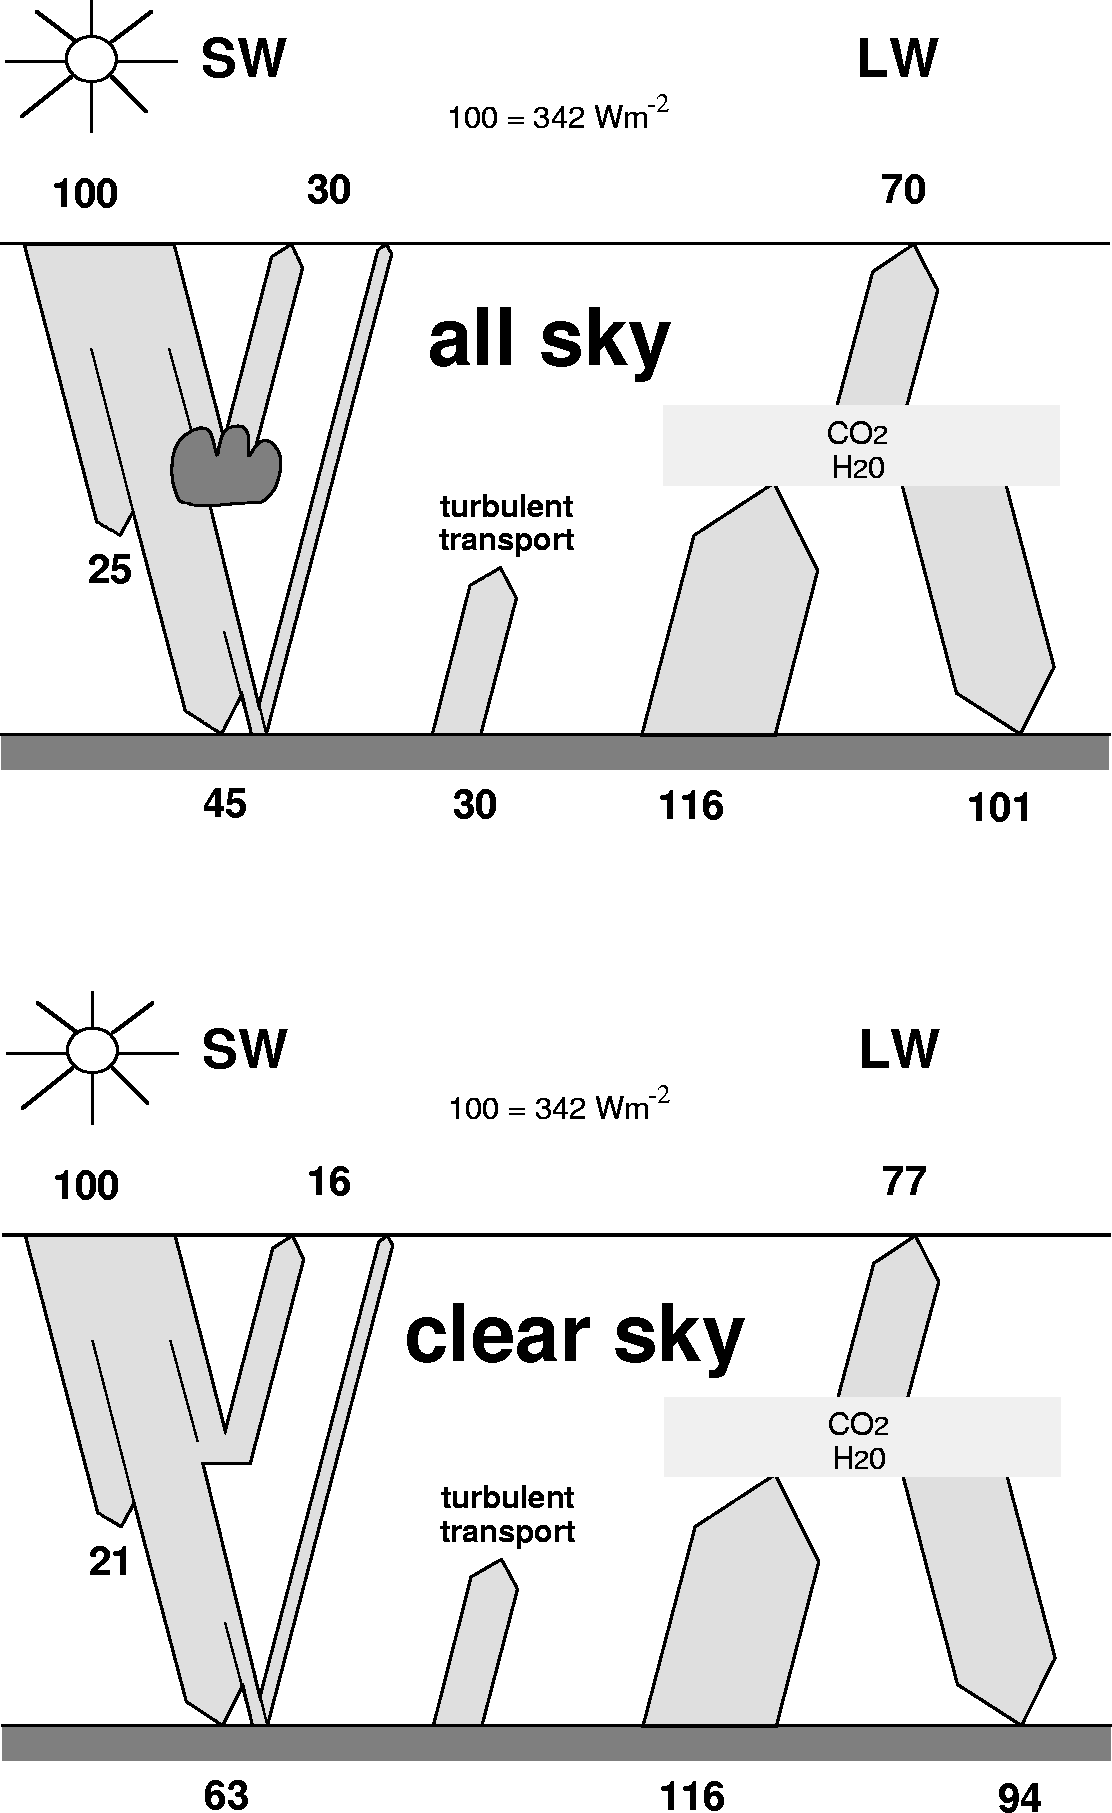 SW
LW
100 = 342 Wm-2
100
30
70
all sky
CO2
H20
turbulent
transport
25
45
30
116
101
SW
LW
100 = 342 Wm-2
100
16
77
clear sky
CO2
H20
turbulent
transport
21
63
116
94